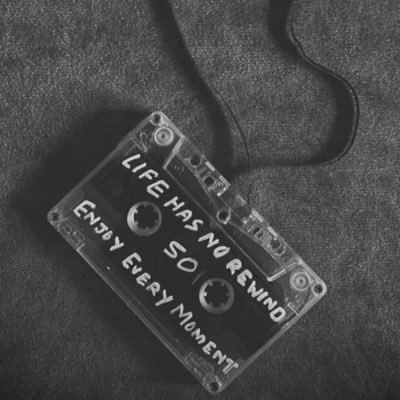 LIFE HAS NO REWIND
SO
ENJOY EVERY MOMENT